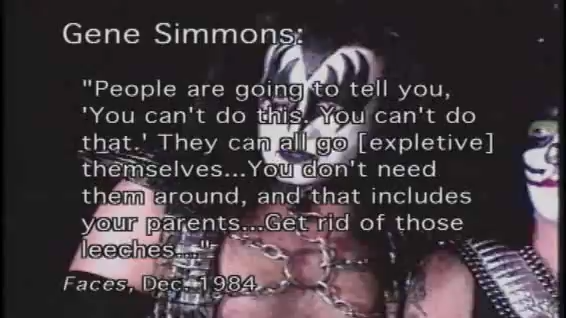 Gene Simmons:
"People are going to tell you,
'You can't do this. You can't do
that.' They can all go [expletive]
themselves...You don't need
them around, and that includes
your parents...Get rid of those
leeches..."
Faces, Dec. 1984